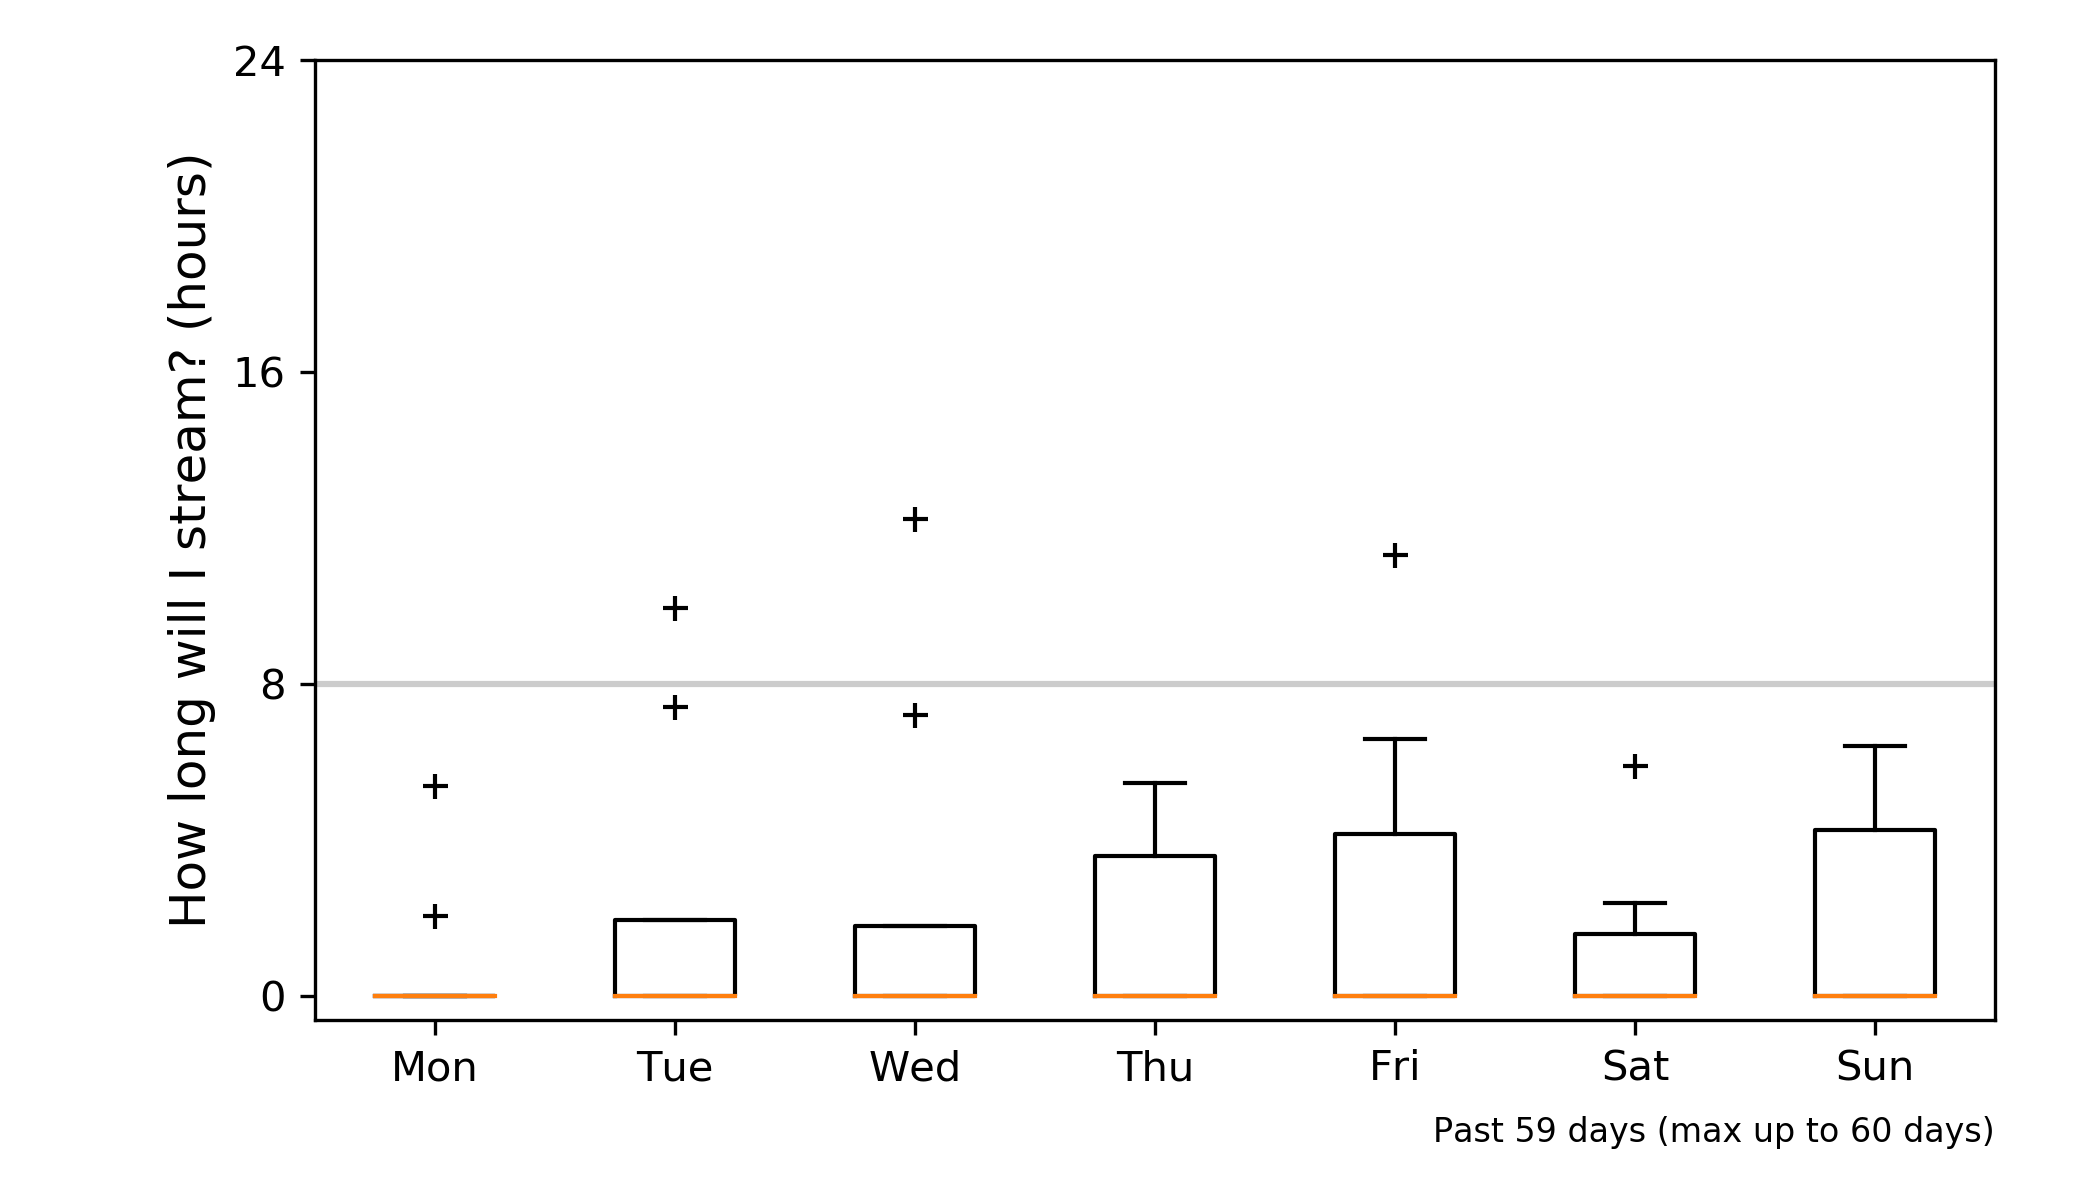 How long will I stream? (hours)
24
16
8
0
Mon Tue Wed Thu Fri Sat Sun
Past 59 days (max up to 60 days)